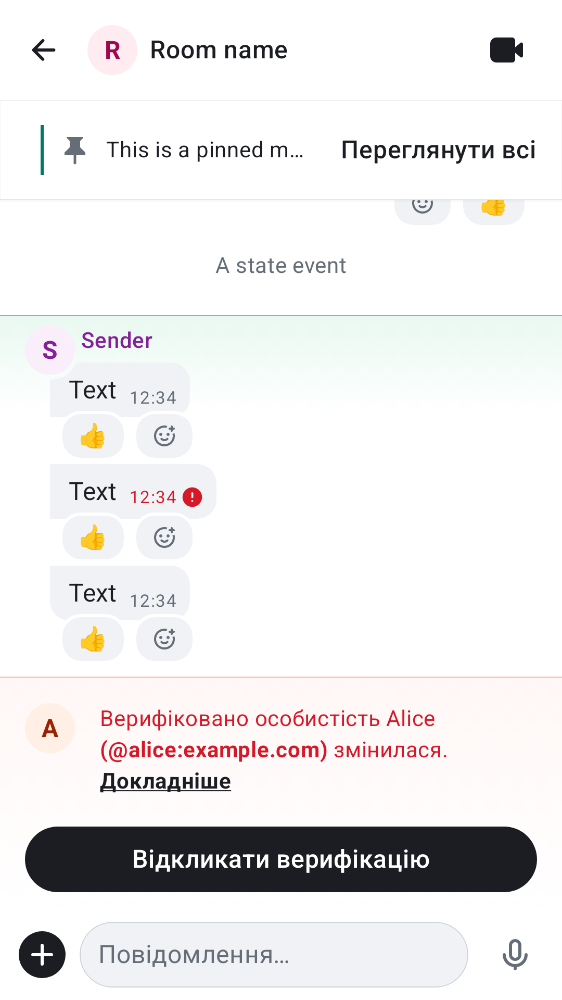 R Room name
This is a pinned m… Переглянути всі
A state event
S Sender
Text 12:34
Text 12:34
Text 12:34
A Верифіковано особистість Alice
(@alice:example.com) змінилася.
Докладніше
Відкликати верифікацію
Повідомлення…